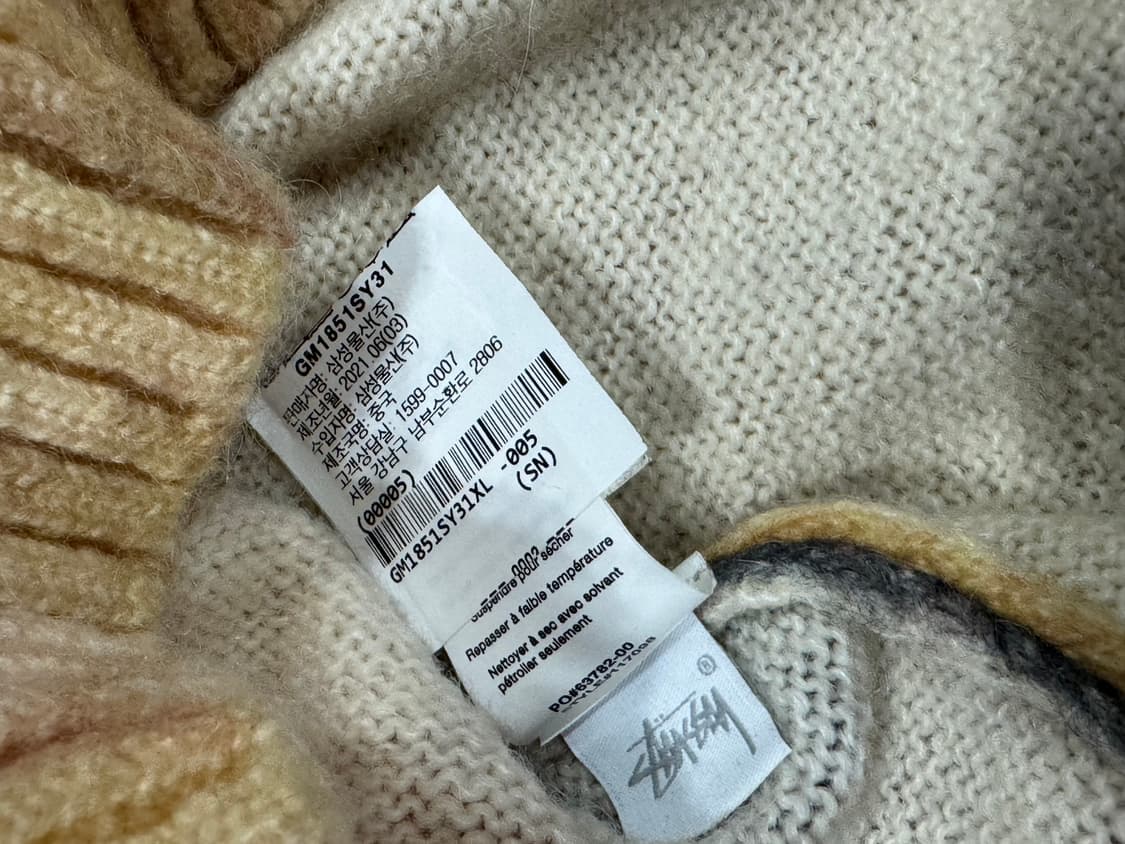 GM1851SY31
판매자명: 삼성물산(주)
제조년월: 2021.06(03)
수입자명: 삼성물산(주)
제조국명: 중국
고객상담실: 1599-0007
서울 강남구 남부순환로 2806
(00005)
GM1851SY31XL -005
(SN)
Suspendre pour sécher
Repasser à faible température
Nettoyer à sec avec solvant
pétrolier seulement
PO#63782-00
®
STÜSSY